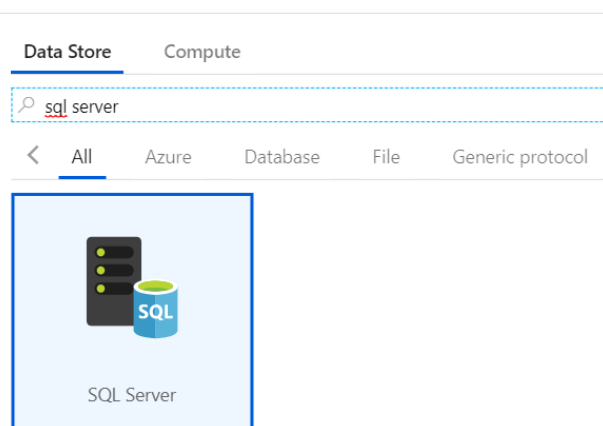 Data Store Compute
sql server
All Azure Database File Generic protocol
SQL
SQL Server